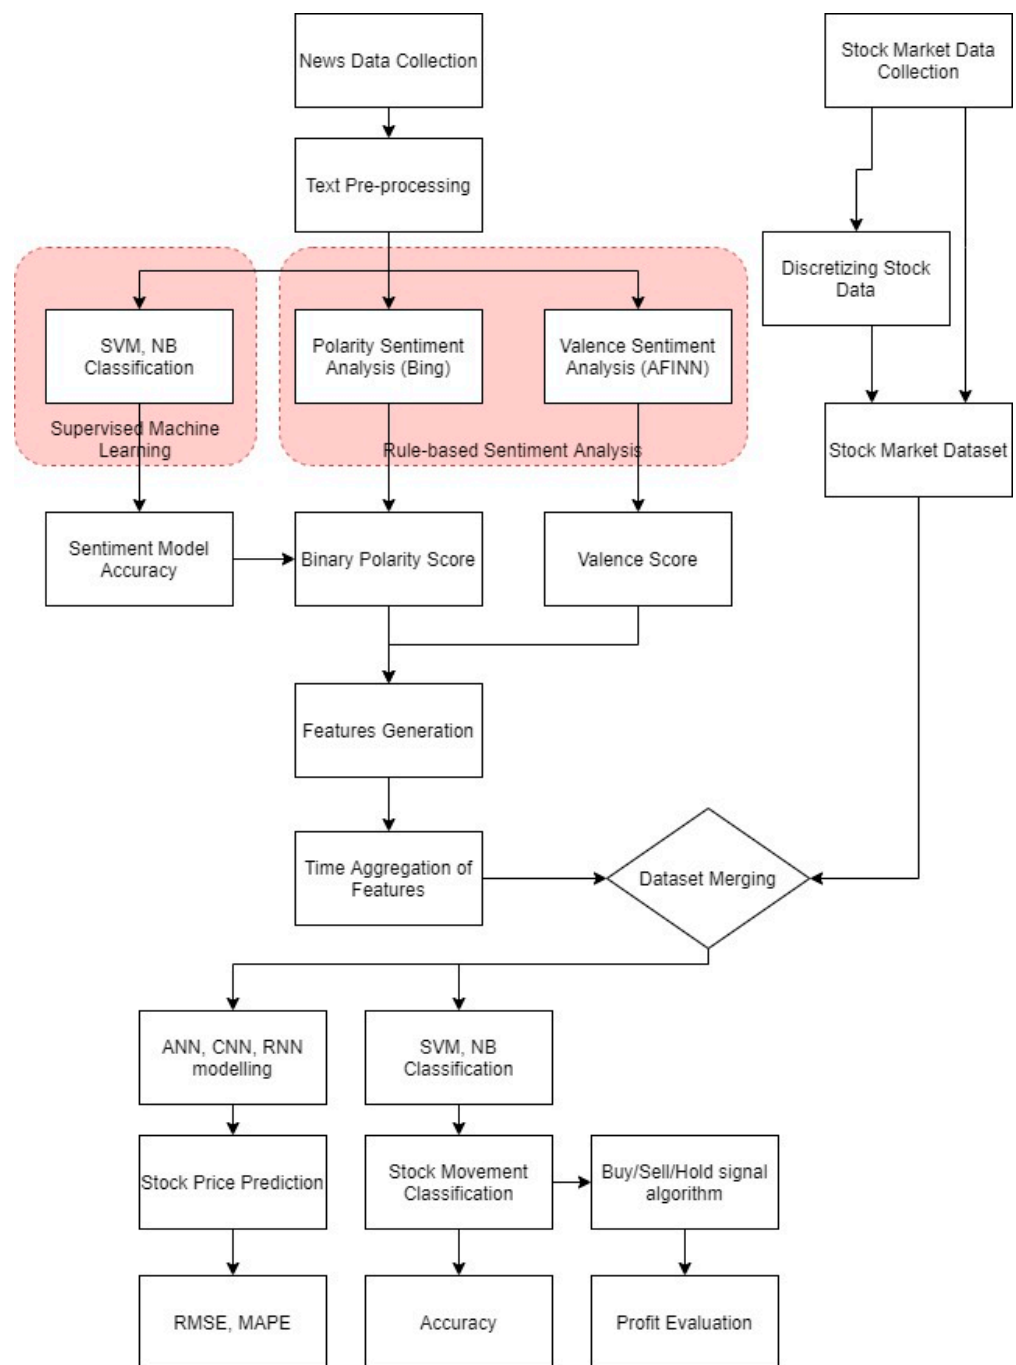 News Data Collection
Stock Market Data
Collection
Text Pre-processing
Discretizing Stock
Data
SVM, NB
Classification
Polarity Sentiment
Analysis (Bing)
Valence Sentiment
Analysis (AFINN)
Supervised Machine
Learning
Rule-based Sentiment Analysis
Stock Market Dataset
Sentiment Model
Accuracy
Binary Polarity Score
Valence Score
Features Generation
Time Aggregation of
Features
Dataset Merging
ANN, CNN, RNN
modelling
SVM, NB
Classification
Stock Price Prediction
Stock Movement
Classification
Buy/Sell/Hold signal
algorithm
RMSE, MAPE
Accuracy
Profit Evaluation